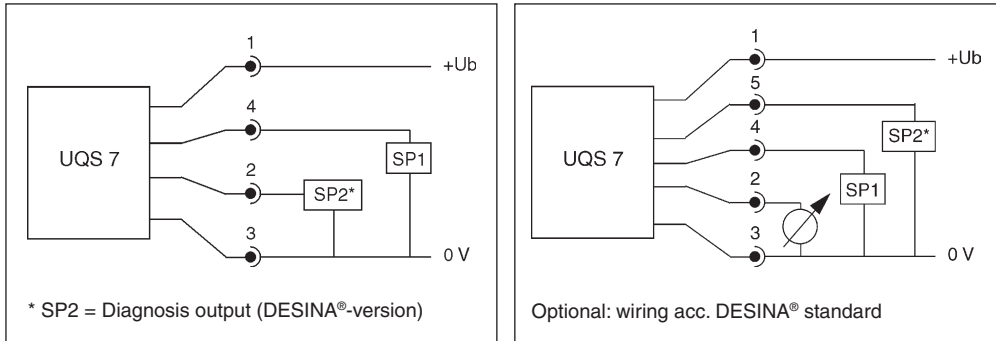 1
+Ub
4
UQS 7
SP1
2
SP2*
3
0 V
* SP2 = Diagnosis output (DESINA®-version)
1
+Ub
5
SP2*
4
UQS 7
SP1
2
3
0 V
Optional: wiring acc. DESINA® standard